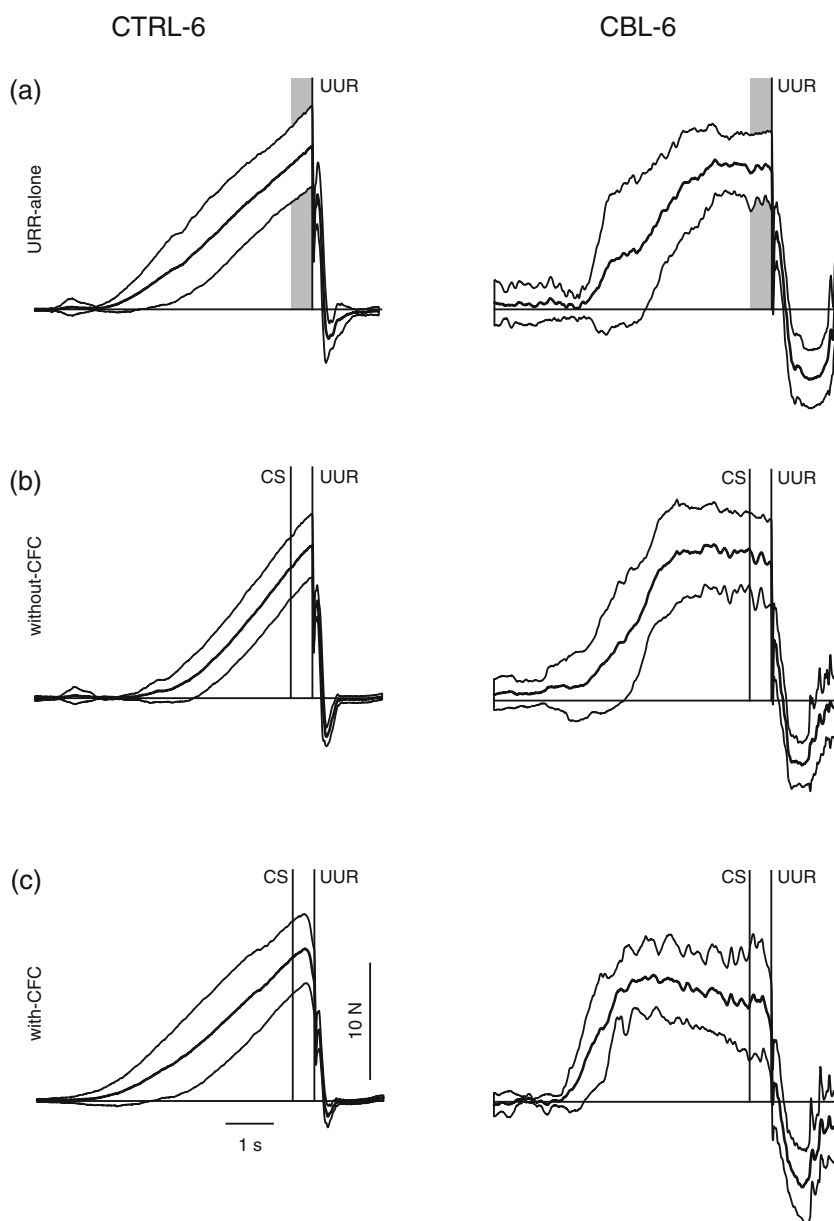 CTRL-6 CBL-6
(a) UUR UUR
URR-alone
(b) CS UUR CS UUR
without-CFC
(c) CS UUR CS UUR
with-CFC
10 N
1 s